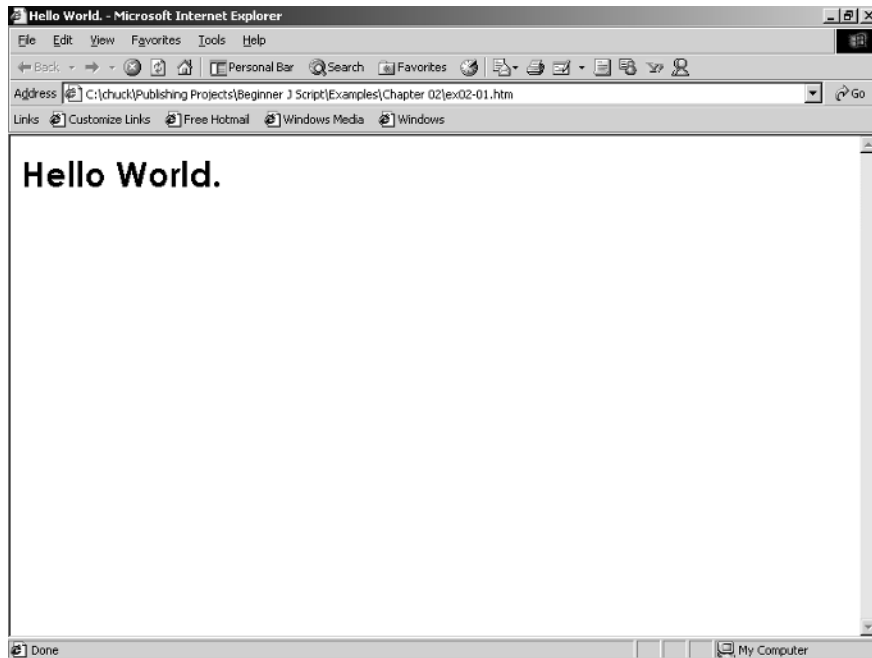 Hello World. - Microsoft Internet Explorer
File Edit View Favorites Tools Help
Back Personal Bar Search Favorites
Address C:\chuck\Publishing Projects\Beginner J Script\Examples\Chapter 02\ex02-01.htm Go
Links Customize Links Free Hotmail Windows Media Windows
Hello World.
Done My Computer